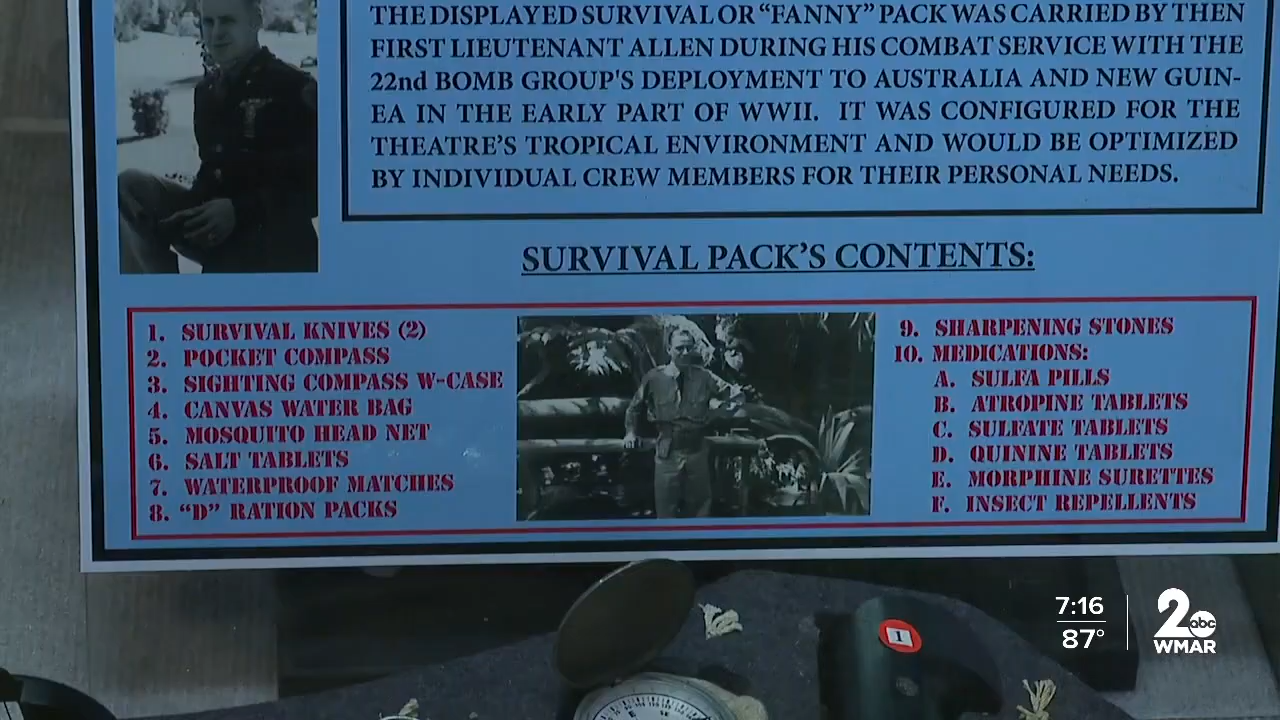 THE DISPLAYED SURVIVAL OR “FANNY” PACK WAS CARRIED BY THEN
FIRST LIEUTENANT ALLEN DURING HIS COMBAT SERVICE WITH THE
22nd BOMB GROUP'S DEPLOYMENT TO AUSTRALIA AND NEW GUIN-
EA IN THE EARLY PART OF WWII. IT WAS CONFIGURED FOR THE
THEATRE’S TROPICAL ENVIRONMENT AND WOULD BE OPTIMIZED
BY INDIVIDUAL CREW MEMBERS FOR THEIR PERSONAL NEEDS.
SURVIVAL PACK’S CONTENTS:
1. SURVIVAL KNIVES (2)
2. POCKET COMPASS
3. SIGHTING COMPASS W-CASE
4. CANVAS WATER BAG
5. MOSQUITO HEAD NET
6. SALT TABLETS
7. WATERPROOF MATCHES
8. “D” RATION PACKS
9. SHARPENING STONES
10. MEDICATIONS:
A. SULFA PILLS
B. ATROPINE TABLETS
C. SULFATE TABLETS
D. QUININE TABLETS
E. MORPHINE SURETTES
F. INSECT REPELLENTS
1
7:16
87°
2 abc
WMAR